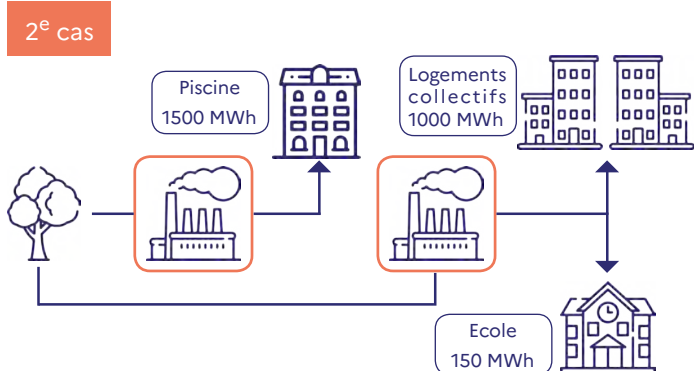 2e cas
Piscine
1500 MWh
Logements
collectifs
1000 MWh
Ecole
150 MWh